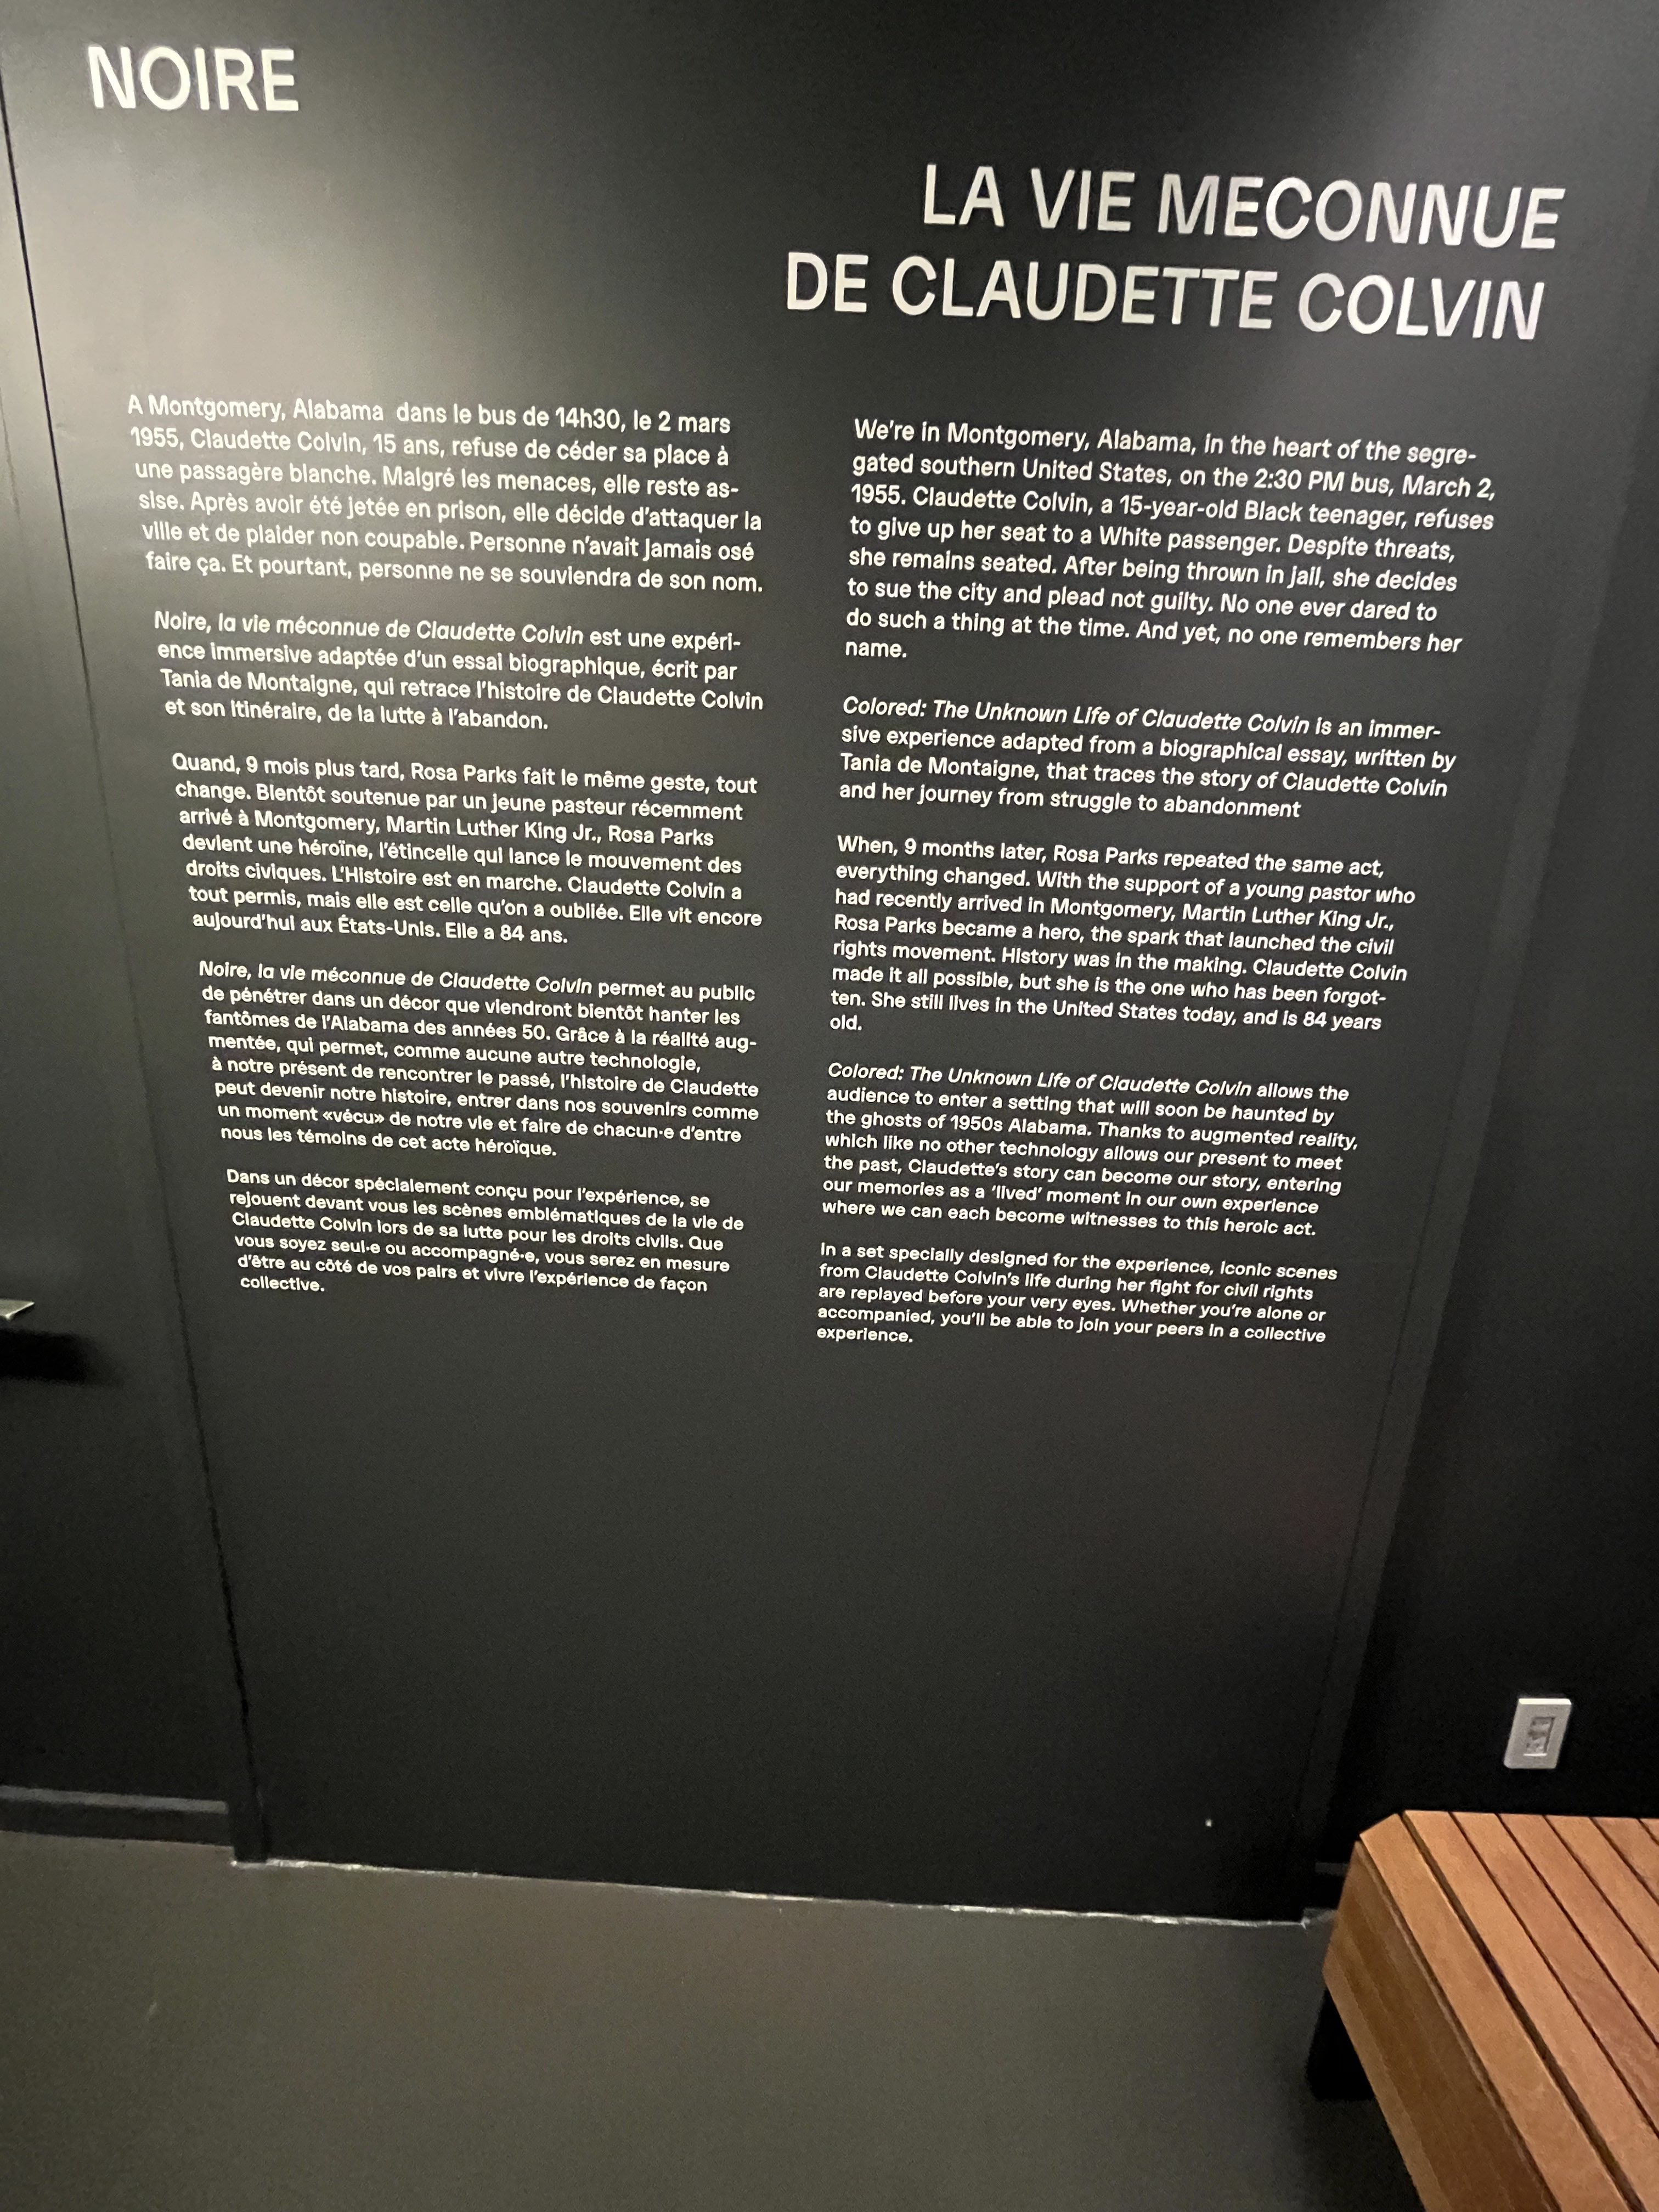 NOIRE
LA VIE MECONNUE
DE CLAUDETTE COLVIN
A Montgomery, Alabama dans le bus de 14h30, le 2 mars
1955, Claudette Colvin, 15 ans, refuse de céder sa place à
une passagère blanche. Malgré les menaces, elle reste as-
sise. Après avoir été jetée en prison, elle décide d'attaquer la
ville et de plaider non coupable. Personne n'avait jamais osé
faire ça. Et pourtant, personne ne se souviendra de son nom.
Noire, la vie méconnue de Claudette Colvin est une expéri-
ence immersive adaptée d'un essai biographique, écrit par
Tania de Montaigne, qui retrace l'histoire de Claudette Colvin
et son itinéraire, de la lutte à l'abandon.
Quand, 9 mois plus tard, Rosa Parks fait le même geste, tout
change. Bientôt soutenue par un jeune pasteur récemment
arrivé à Montgomery, Martin Luther King Jr., Rosa Parks
devient une héroïne, l'étincelle qui lance le mouvement des
droits civiques. L'Histoire est en marche. Claudette Colvin a
tout permis, mais elle est celle qu'on a oubliée. Elle vit encore
aujourd'hui aux États-Unis. Elle a 84 ans.
Noire, la vie méconnue de Claudette Colvin permet au public
de pénétrer dans un décor que viendront bientôt hanter les
fantômes de l'Alabama des années 50. Grâce à la réalité aug-
mentée, qui permet, comme aucune autre technologie,
à notre présent de rencontrer le passé, l'histoire de Claudette
peut devenir notre histoire, entrer dans nos souvenirs comme
un moment «vécu» de notre vie et faire de chacun·e d'entre
nous les témoins de cet acte héroïque.
Dans un décor spécialement conçu pour l'expérience, se
rejouent devant vous les scènes emblématiques de la vie de
Claudette Colvin lors de sa lutte pour les droits civils. Que
vous soyez seul·e ou accompagné·e, vous serez en mesure
d'être au côté de vos pairs et vivre l'expérience de façon
collective.
We're in Montgomery, Alabama, in the heart of the segre-
gated southern United States, on the 2:30 PM bus, March 2,
1955. Claudette Colvin, a 15-year-old Black teenager, refuses
to give up her seat to a White passenger. Despite threats,
she remains seated. After being thrown in jail, she decides
to sue the city and plead not guilty. No one ever dared to
do such a thing at the time. And yet, no one remembers her
name.
Colored: The Unknown Life of Claudette Colvin is an immer-
sive experience adapted from a biographical essay, written by
Tania de Montaigne, that traces the story of Claudette Colvin
and her journey from struggle to abandonment
When, 9 months later, Rosa Parks repeated the same act,
everything changed. With the support of a young pastor who
had recently arrived in Montgomery, Martin Luther King Jr.,
Rosa Parks became a hero, the spark that launched the civil
rights movement. History was in the making. Claudette Colvin
made it all possible, but she is the one who has been forgot-
ten. She still lives in the United States today, and is 84 years
old.
Colored: The Unknown Life of Claudette Colvin allows the
audience to enter a setting that will soon be haunted by
the ghosts of 1950s Alabama. Thanks to augmented reality,
which like no other technology allows our present to meet
the past, Claudette's story can become our story, entering
our memories as a 'lived' moment in our own experience
where we can each become witnesses to this heroic act.
In a set specially designed for the experience, iconic scenes
from Claudette Colvin's life during her fight for civil rights
are replayed before your very eyes. Whether you're alone or
accompanied, you'll be able to join your peers in a collective
experience.